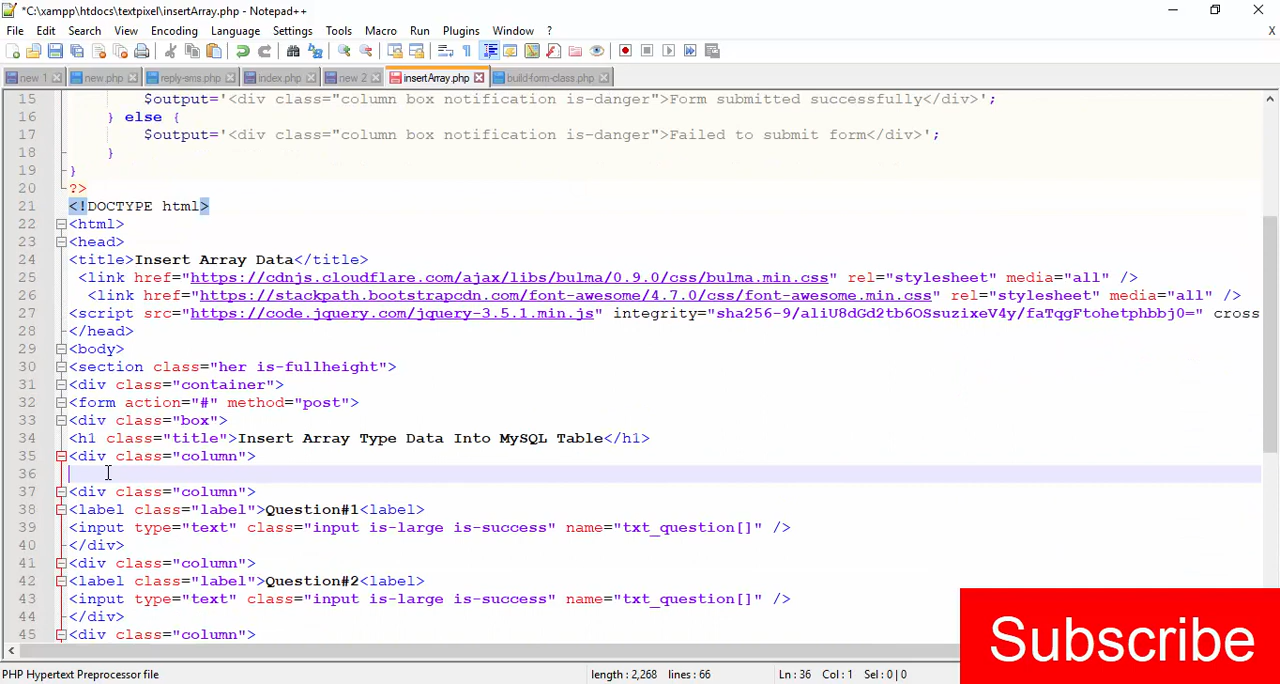 *C:\xampp\htdocs\textpixel\insertArray.php - Notepad++
File Edit Search View Encoding Language Settings Tools Macro Run Plugins Window ? X
new 1 new.php reply-sms.php index.php new 2 insertArray.php build-form-class.php
15 $output='<div class="column box notification is-danger">Form submitted successfully</div>';
16 } else {
17 $output='<div class="column box notification is-danger">Failed to submit form</div>';
18 }
19 }
20 ?>
21 <!DOCTYPE html>
22 <html>
23 <head>
24 <title>Insert Array Data</title>
25 <link href="https://cdnjs.cloudflare.com/ajax/libs/bulma/0.9.0/css/bulma.min.css" rel="stylesheet" media="all" />
26 <link href="https://stackpath.bootstrapcdn.com/font-awesome/4.7.0/css/font-awesome.min.css" rel="stylesheet" media="all" />
27 <script src="https://code.jquery.com/jquery-3.5.1.min.js" integrity="sha256-9/aliU8dGd2tb6OSsuzixeV4y/faTqgFtohetphbbj0=" cross
28 </head>
29 <body>
30 <section class="her is-fullheight">
31 <div class="container">
32 <form action="#" method="post">
33 <div class="box">
34 <h1 class="title">Insert Array Type Data Into MySQL Table</h1>
35 <div class="column">
36
37 <div class="column">
38 <label class="label">Question#1<label>
39 <input type="text" class="input is-large is-success" name="txt_question[]" />
40 </div>
41 <div class="column">
42 <label class="label">Question#2<label>
43 <input type="text" class="input is-large is-success" name="txt_question[]" />
44 </div>
45 <div class="column">
Subscribe
PHP Hypertext Preprocessor file length : 2,268 lines : 66 Ln : 36 Col : 1 Sel : 0 | 0